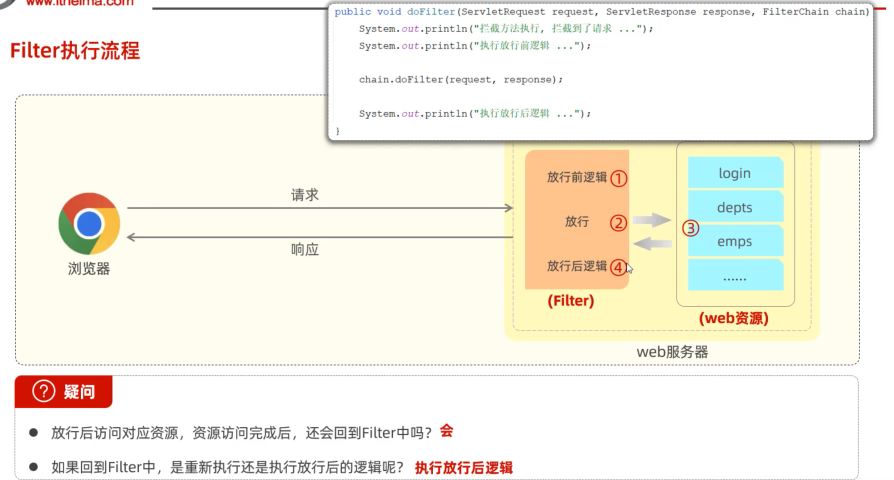 www.itheima.com
public void doFilter(ServletRequest request, ServletResponse response, FilterChain chain)
System.out.println("拦截方法执行, 拦截到了请求 ...");
System.out.println("执行放行前逻辑 ...");
chain.doFilter(request, response);
System.out.println("执行放行后逻辑 ...");
}
Filter执行流程
放行前逻辑 ①
放行 ②
放行后逻辑 ④
(Filter)
③
login
depts
emps
......
(web资源)
web服务器
请求
响应
浏览器
? 疑问
● 放行后访问对应资源，资源访问完成后，还会回到Filter中吗？ 会
● 如果回到Filter中，是重新执行还是执行放行后的逻辑呢？ 执行放行后逻辑